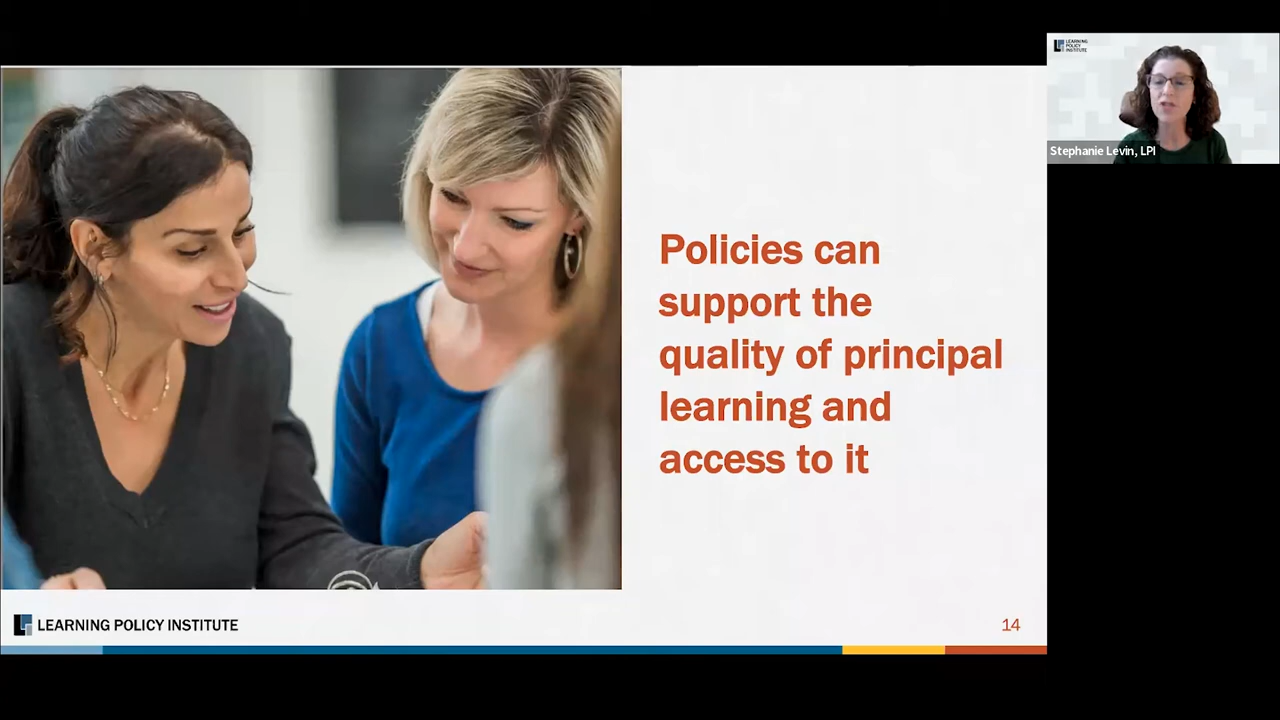 Policies can
support the
quality of principal
learning and
access to it
LEARNING POLICY INSTITUTE
14
LEARNING
POLICY
INSTITUTE
Stephanie Levin, LPI